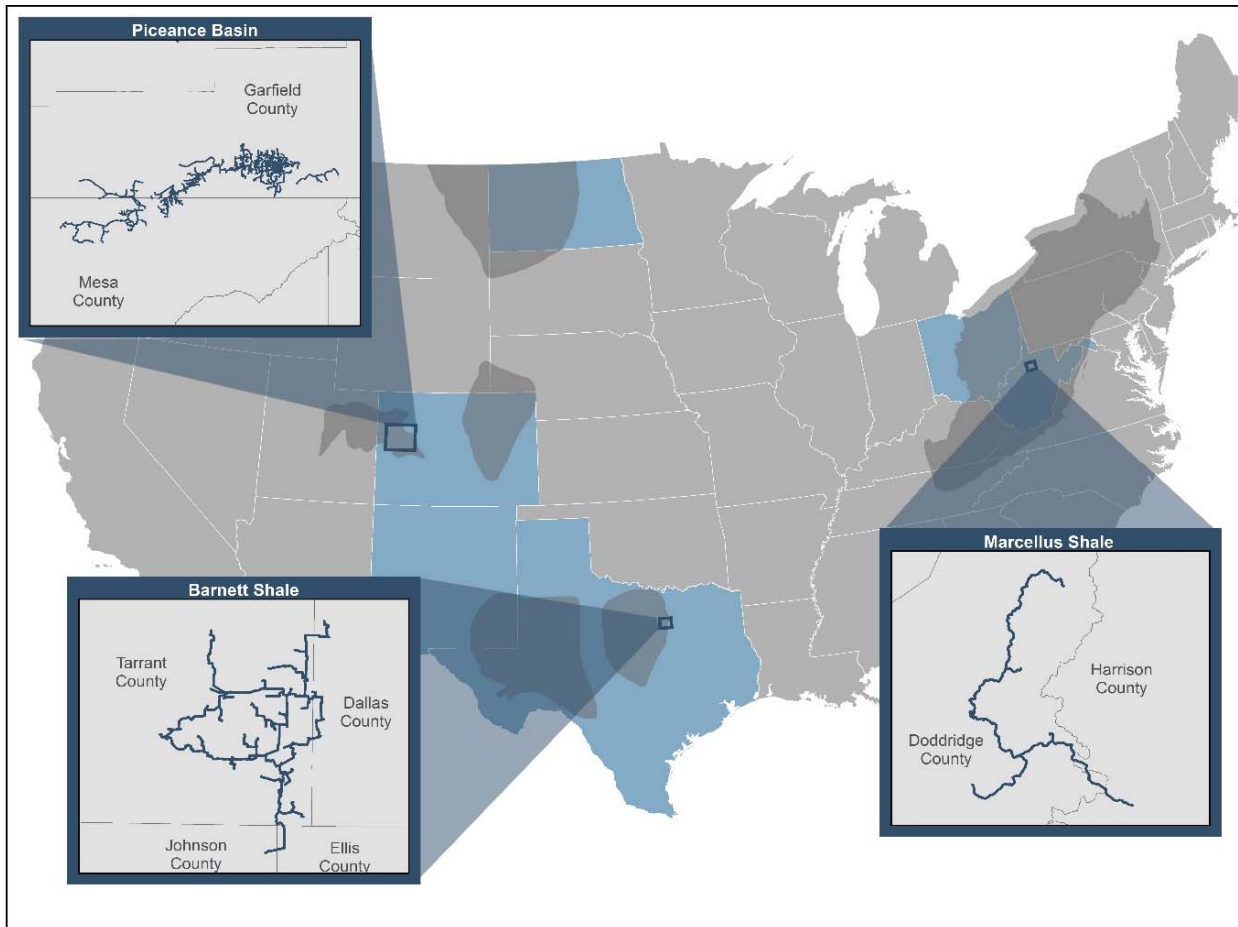 Piceance Basin
Garfield
County
Mesa
County
Barnett Shale
Tarrant
County
Dallas
County
Johnson
County
Ellis
County
Marcellus Shale
Harrison
County
Doddridge
County